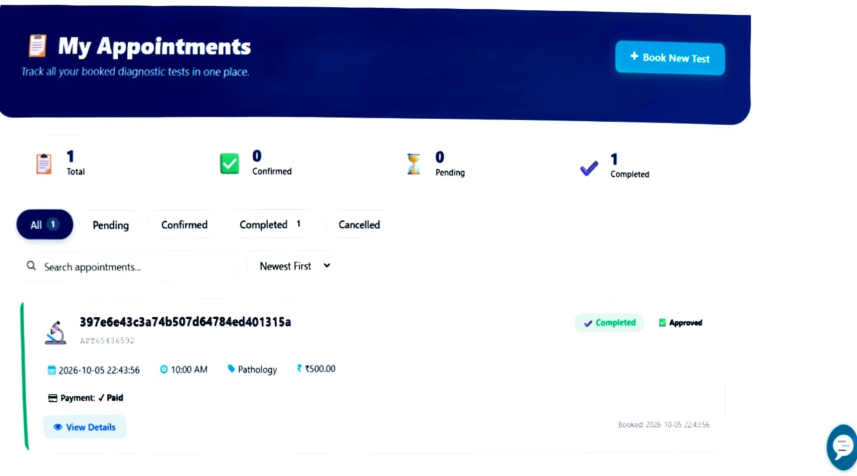 My Appointments
Track all your booked diagnostic tests in one place.
+ Book New Test
1
Total
0
Confirmed
0
Pending
1
Completed
All 1
Pending
Confirmed
Completed 1
Cancelled
Search appointments...
Newest First
397e6e43c3a74b507d64784ed401315a
✓ Completed
Approved
APT65436592
2026-10-05 22:43:56
10:00 AM
Pathology
₹ ₹500.00
Payment: ✓ Paid
View Details
Booked: 2026-10-05 22:43:56